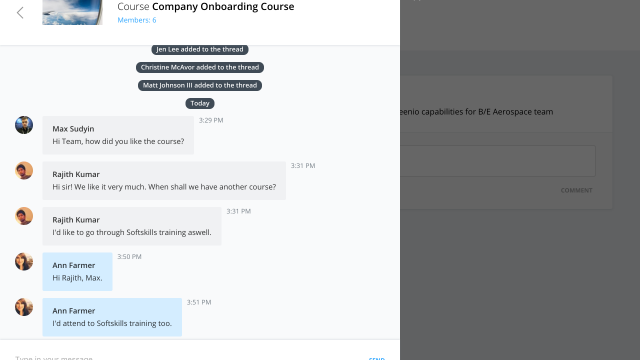 Course Company Onboarding Course
Members: 6
Jen Lee added to the thread
Christine McAvor added to the thread
Matt Johnson III added to the thread
Today
3:29 PM
Max Sudyin
Hi Team, how did you like the course?
3:31 PM
Rajith Kumar
Hi sir! We like it very much. When shall we have another course?
3:31 PM
Rajith Kumar
I'd like to go through Softskills training aswell.
3:50 PM
Ann Farmer
Hi Rajith, Max.
3:51 PM
Ann Farmer
I'd attend to Softskills training too.
Type in your message
SEND
eenio capabilities for B/E Aerospace team
COMMENT